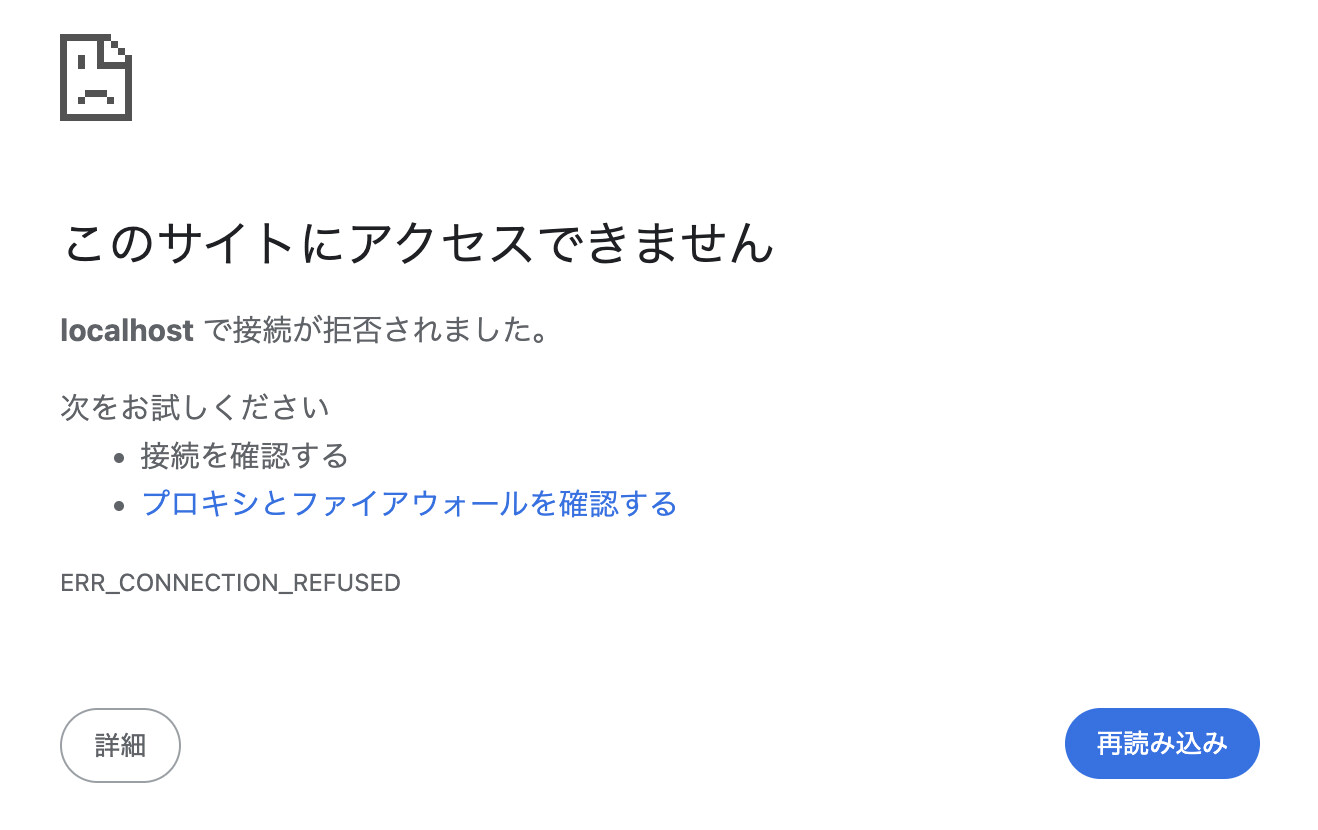 このサイトにアクセスできません
localhost で接続が拒否されました。
次をお試しください
• 接続を確認する
• プロキシとファイアウォールを確認する
ERR_CONNECTION_REFUSED
詳細
再読み込み